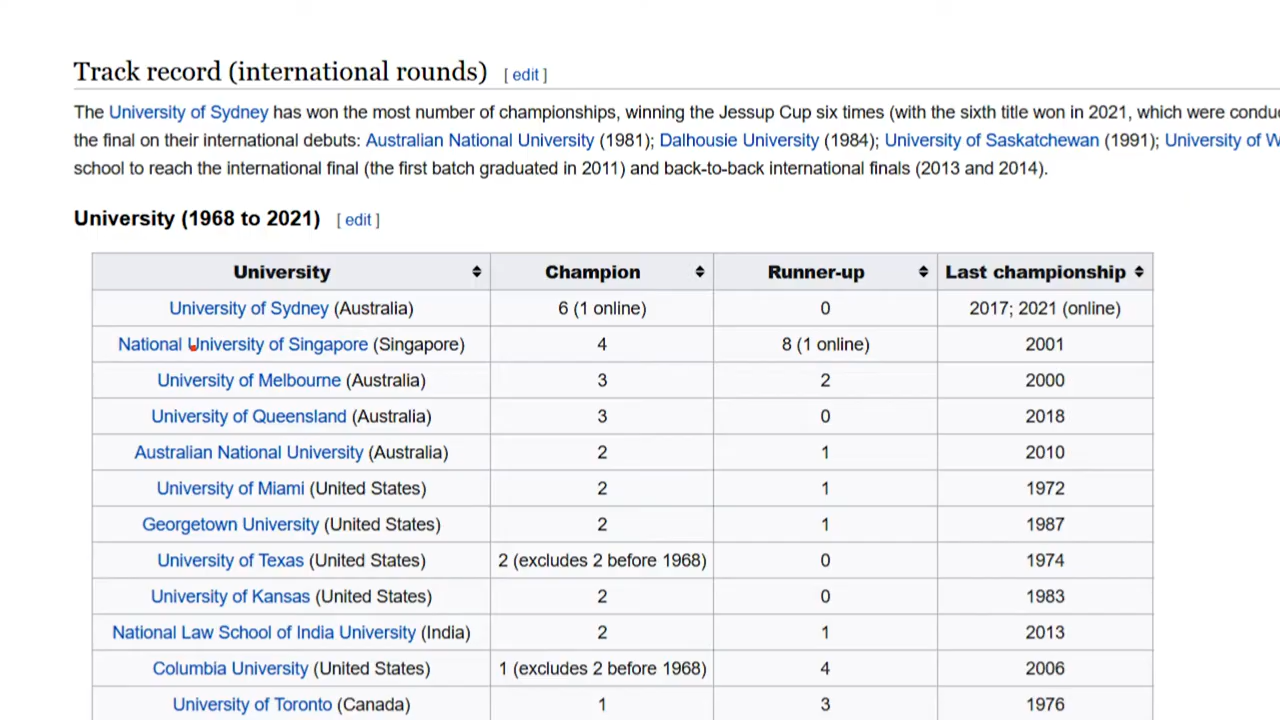 Track record (international rounds) [ edit ]
The University of Sydney has won the most number of championships, winning the Jessup Cup six times (with the sixth title won in 2021, which were
the final on their international debuts: Australian National University (1981); Dalhousie University (1984); University of Saskatchewan (1991); University of
school to reach the international final (the first batch graduated in 2011) and back-to-back international finals (2013 and 2014).
University (1968 to 2021) [ edit ]
University Champion Runner-up Last championship
University of Sydney (Australia) 6 (1 online) 0 2017; 2021 (online)
National University of Singapore (Singapore) 4 8 (1 online) 2001
University of Melbourne (Australia) 3 2 2000
University of Queensland (Australia) 3 0 2018
Australian National University (Australia) 2 1 2010
University of Miami (United States) 2 1 1972
Georgetown University (United States) 2 1 1987
University of Texas (United States) 2 (excludes 2 before 1968) 0 1974
University of Kansas (United States) 2 0 1983
National Law School of India University (India) 2 1 2013
Columbia University (United States) 1 (excludes 2 before 1968) 4 2006
University of Toronto (Canada) 1 3 1976